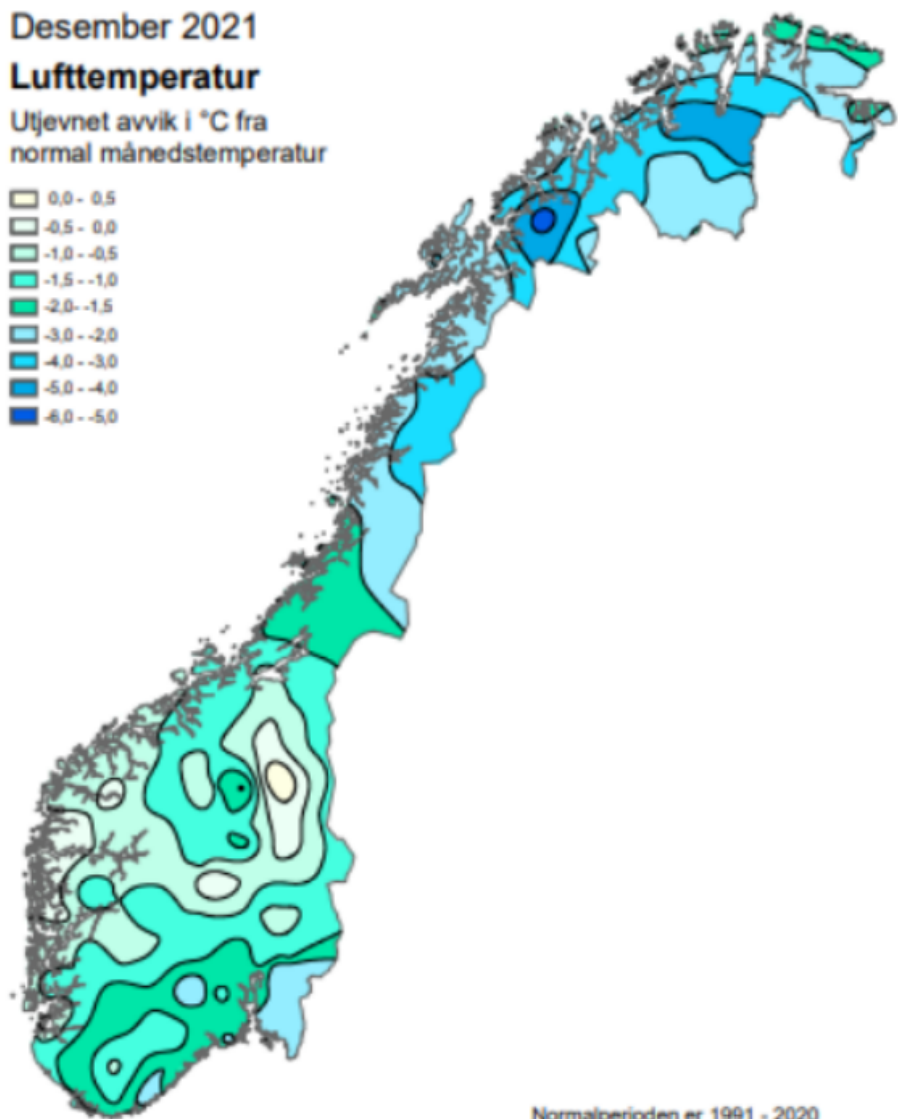 Desember 2021
Lufttemperatur
Utjevnet avvik i °C fra
normal månedstemperatur
0,0 - 0,5
-0,5 - 0,0
-1,0 - -0,5
-1,5 - -1,0
-2,0- -1,5
-3,0 - -2,0
-4,0 - -3,0
-5,0 - -4,0
-6,0 - -5,0
Normalperioden er 1991 - 2020